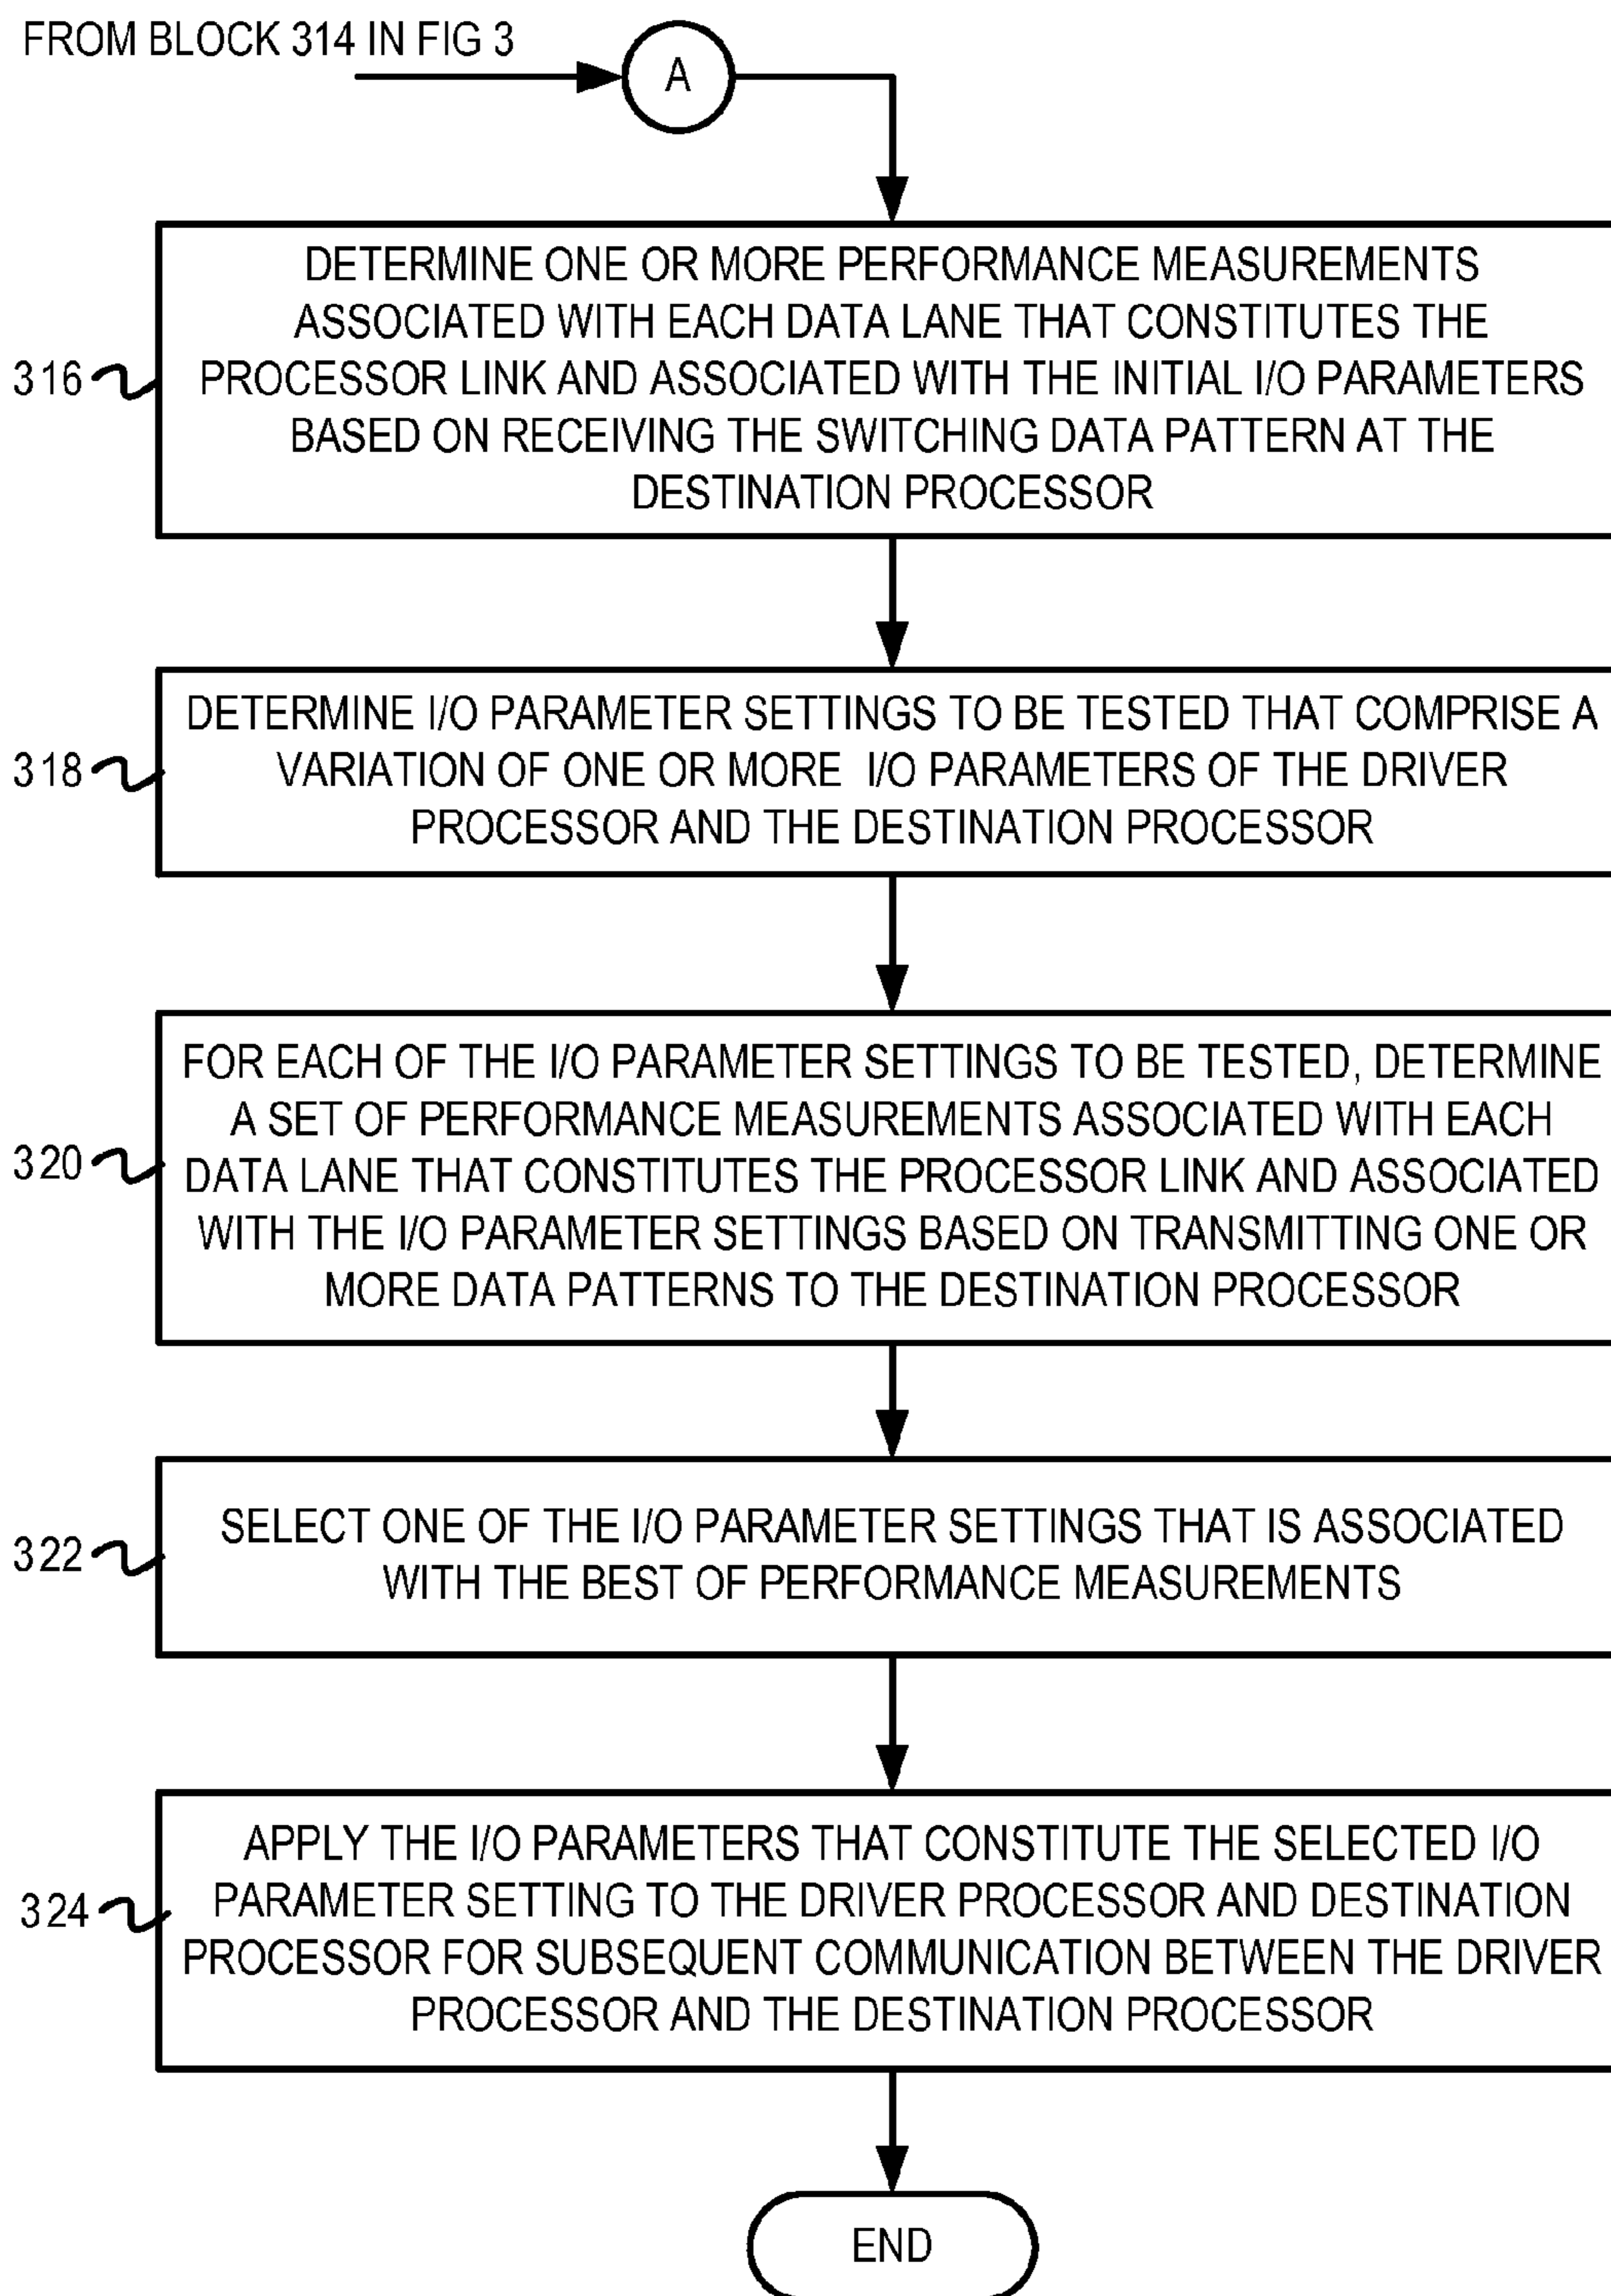 FROM BLOCK 314 IN FIG 3
A
DETERMINE ONE OR MORE PERFORMANCE MEASUREMENTS
ASSOCIATED WITH EACH DATA LANE THAT CONSTITUTES THE
316
PROCESSOR LINK AND ASSOCIATED WITH THE INITIAL I/O PARAMETERS
BASED ON RECEIVING THE SWITCHING DATA PATTERN AT THE
DESTINATION PROCESSOR
DETERMINE I/O PARAMETER SETTINGS TO BE TESTED THAT COMPRISE A
318
VARIATION OF ONE OR MORE I/O PARAMETERS OF THE DRIVER
PROCESSOR AND THE DESTINATION PROCESSOR
FOR EACH OF THE I/O PARAMETER SETTINGS TO BE TESTED, DETERMINE
A SET OF PERFORMANCE MEASUREMENTS ASSOCIATED WITH EACH
320
DATA LANE THAT CONSTITUTES THE PROCESSOR LINK AND ASSOCIATED
WITH THE I/O PARAMETER SETTINGS BASED ON TRANSMITTING ONE OR
MORE DATA PATTERNS TO THE DESTINATION PROCESSOR
SELECT ONE OF THE I/O PARAMETER SETTINGS THAT IS ASSOCIATED
322
WITH THE BEST OF PERFORMANCE MEASUREMENTS
APPLY THE I/O PARAMETERS THAT CONSTITUTE THE SELECTED I/O
324
PARAMETER SETTING TO THE DRIVER PROCESSOR AND DESTINATION
PROCESSOR FOR SUBSEQUENT COMMUNICATION BETWEEN THE DRIVER
PROCESSOR AND THE DESTINATION PROCESSOR
END